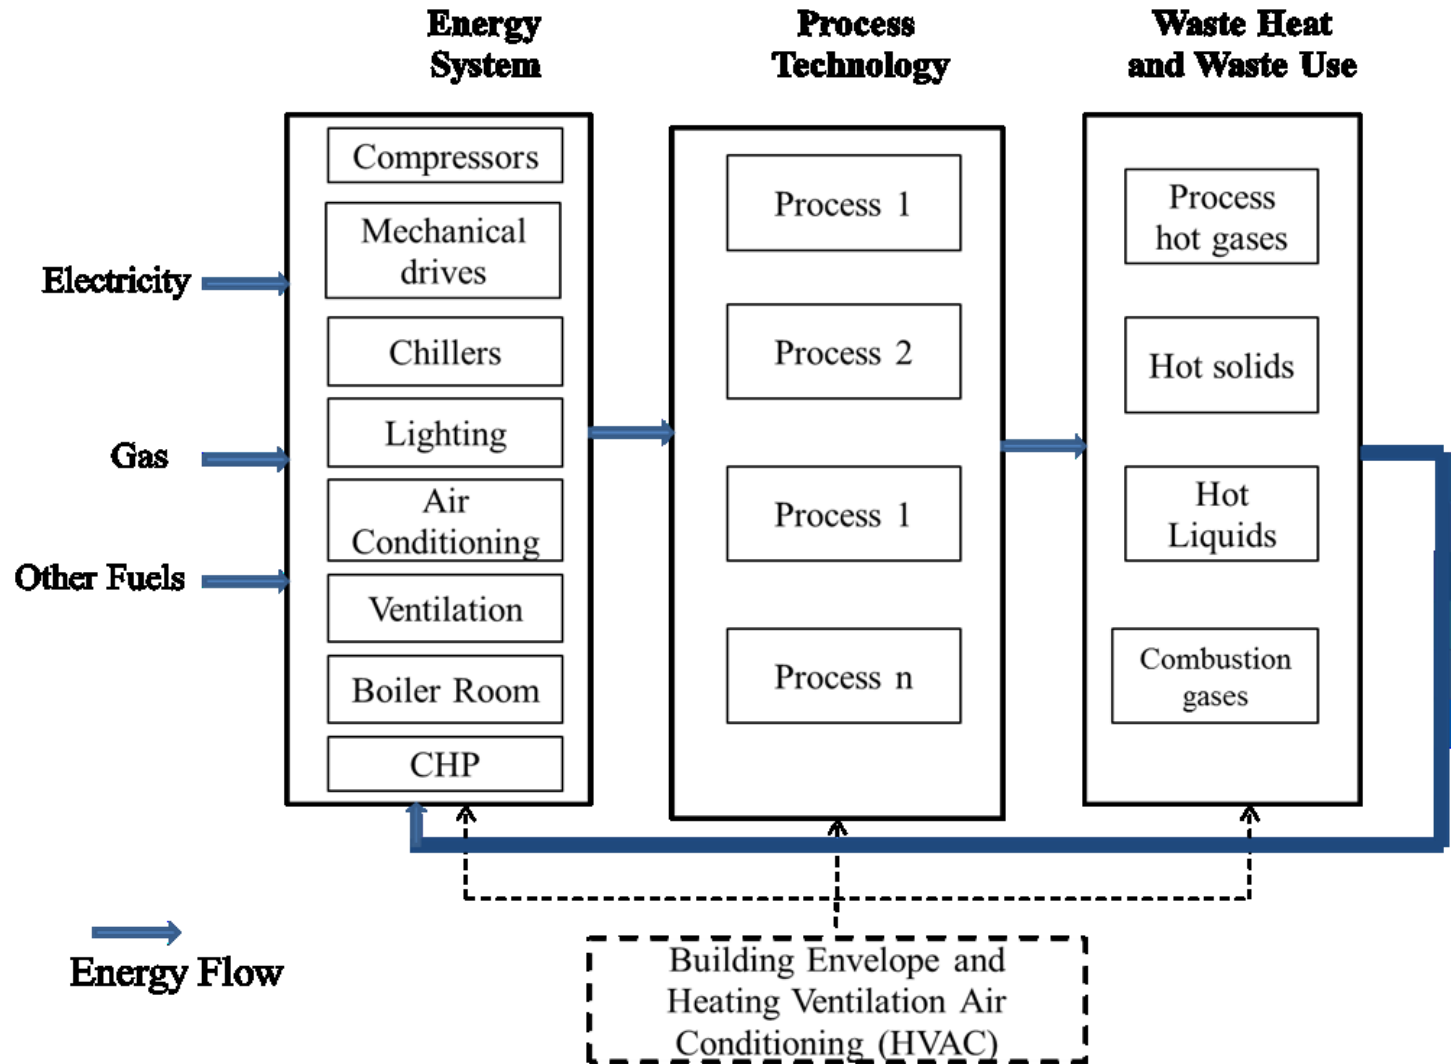 Energy
System
Process
Technology
Waste Heat
and Waste Use
Electricity
Gas
Other Fuels
Compressors
Mechanical
drives
Chillers
Lighting
Air
Conditioning
Ventilation
Boiler Room
CHP
Process 1
Process 2
Process 1
Process n
Process
hot gases
Hot solids
Hot
Liquids
Combustion
gases
Energy Flow
Building Envelope and
Heating Ventilation Air
Conditioning (HVAC)